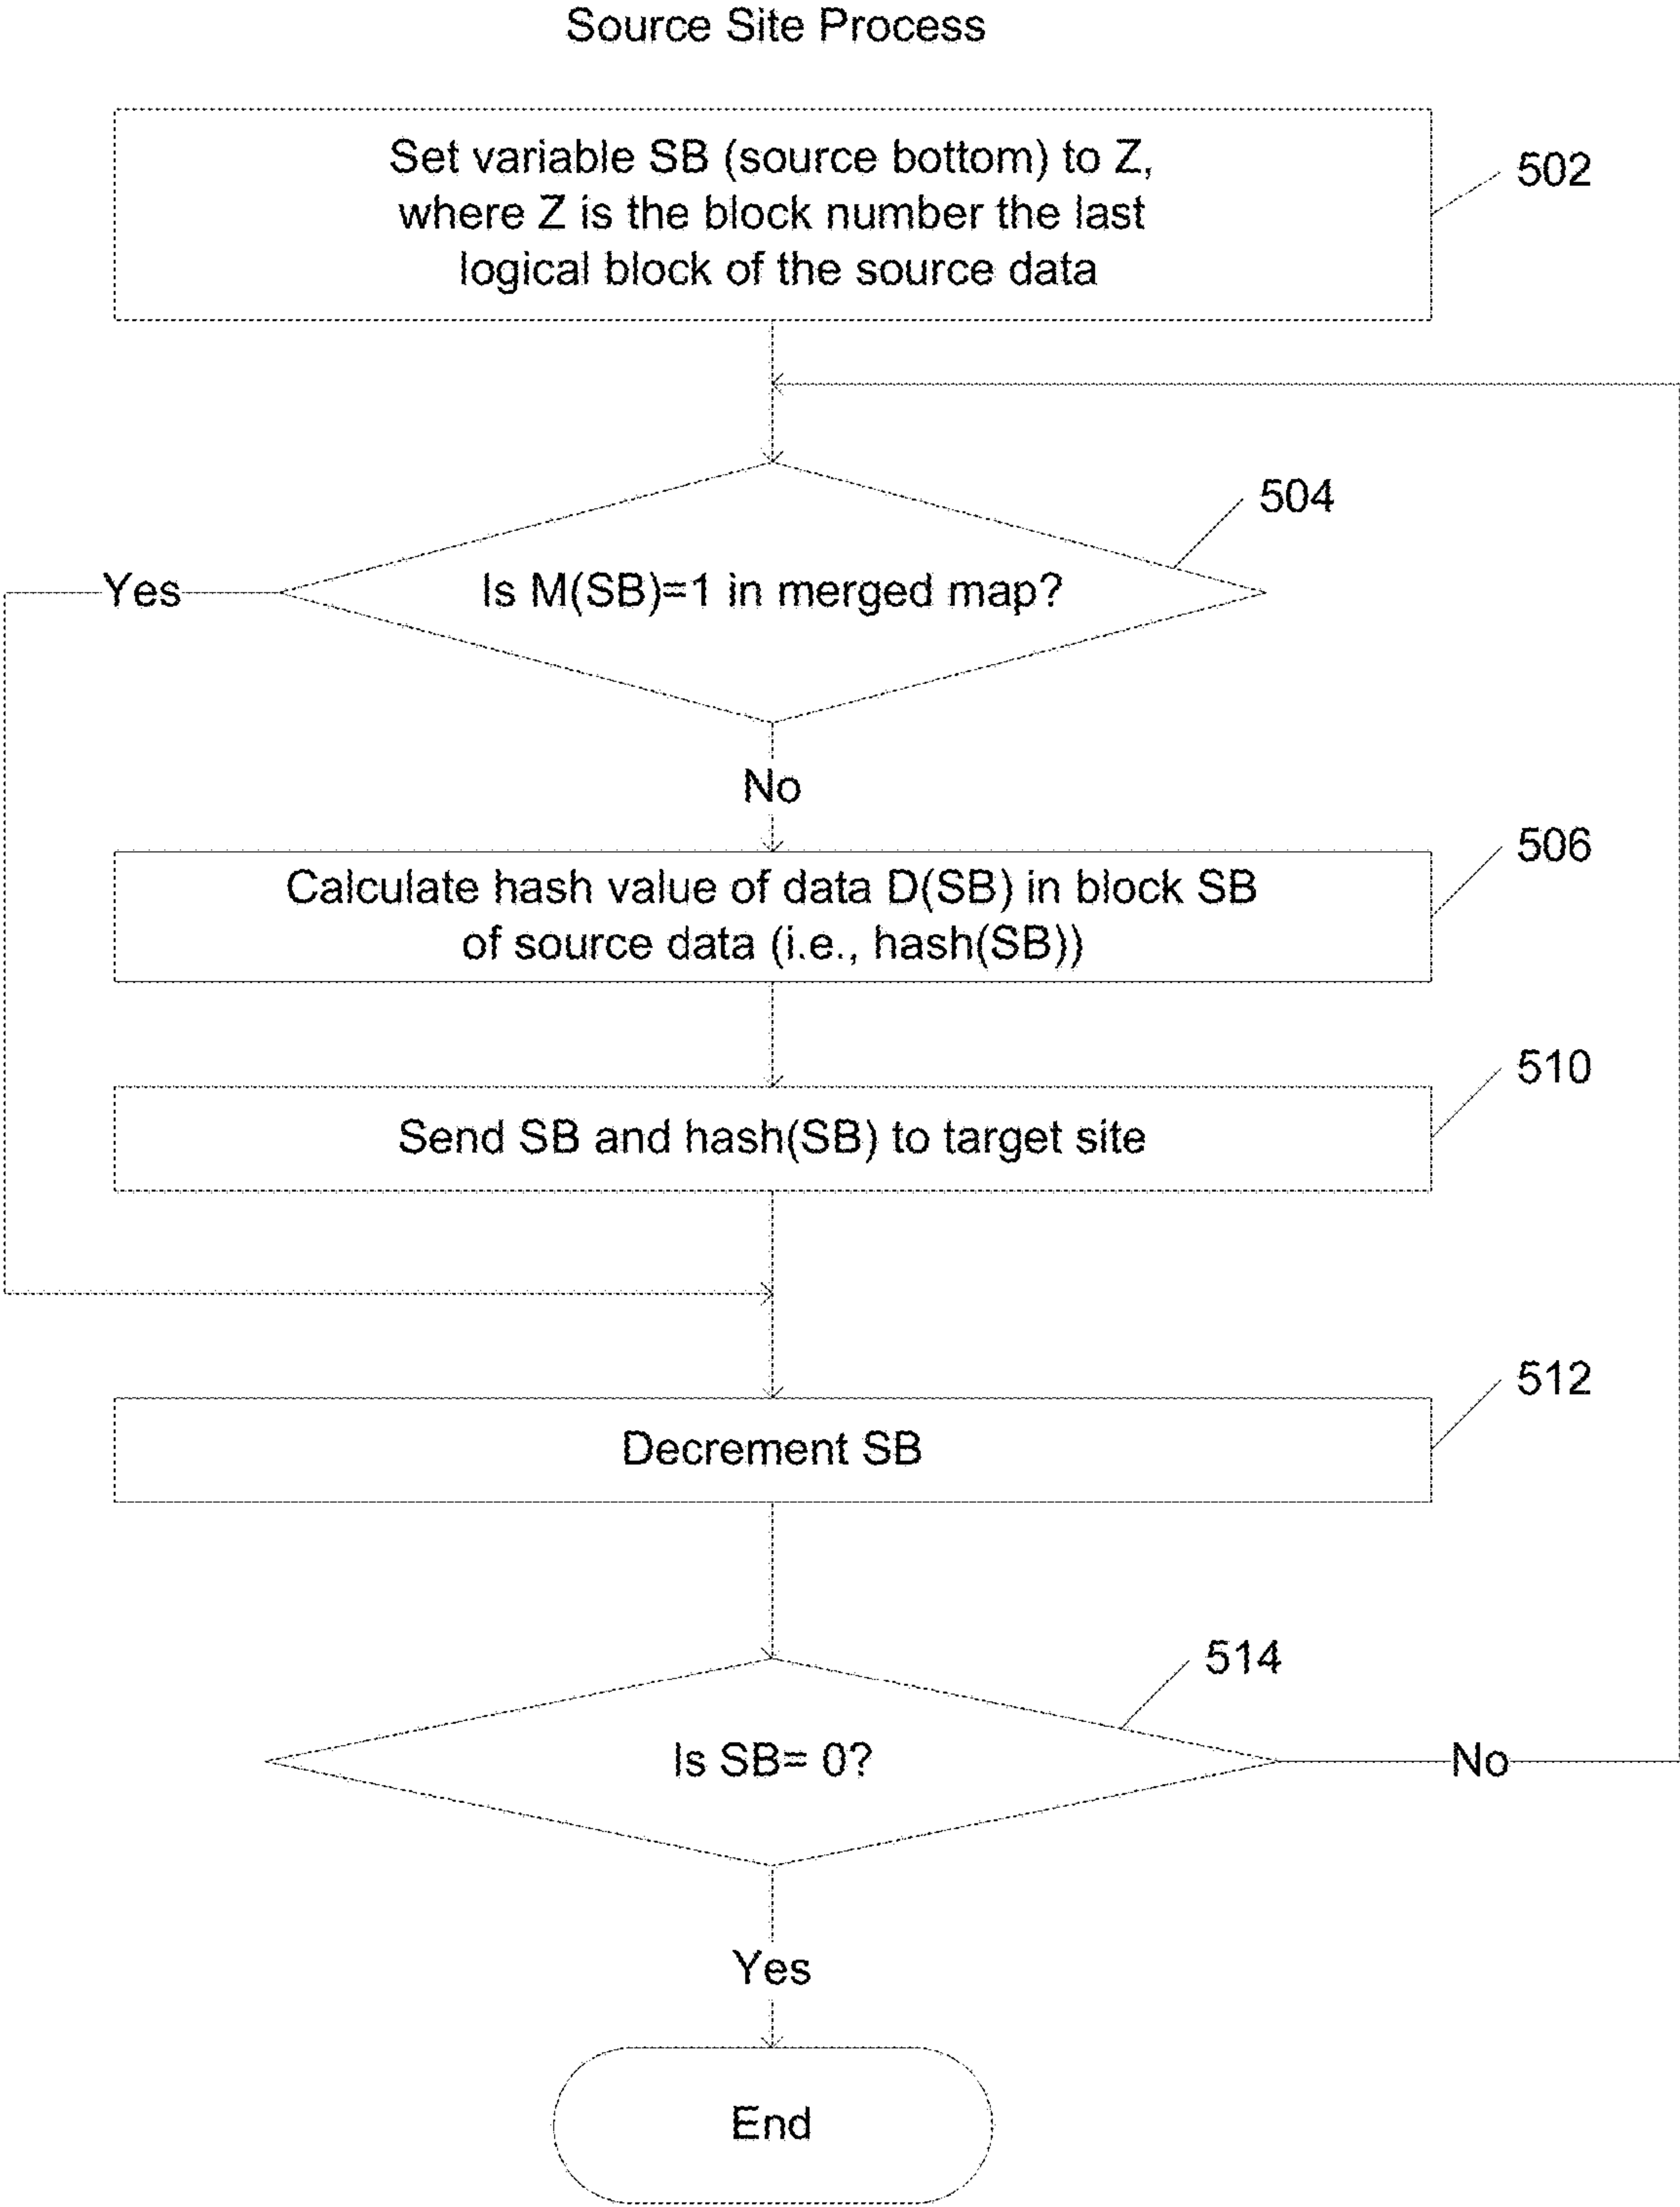 Source Site Process
Set variable SB (source bottom) to Z,
where Z is the block number the last
logical block of the source data
502
504
Is M(SB)=1 in merged map?
Yes
No
506
Calculate hash value of data D(SB) in block SB
of source data (i.e., hash(SB))
510
Send SB and hash(SB) to target site
512
Decrement SB
514
Is SB= 0?
No
Yes
End